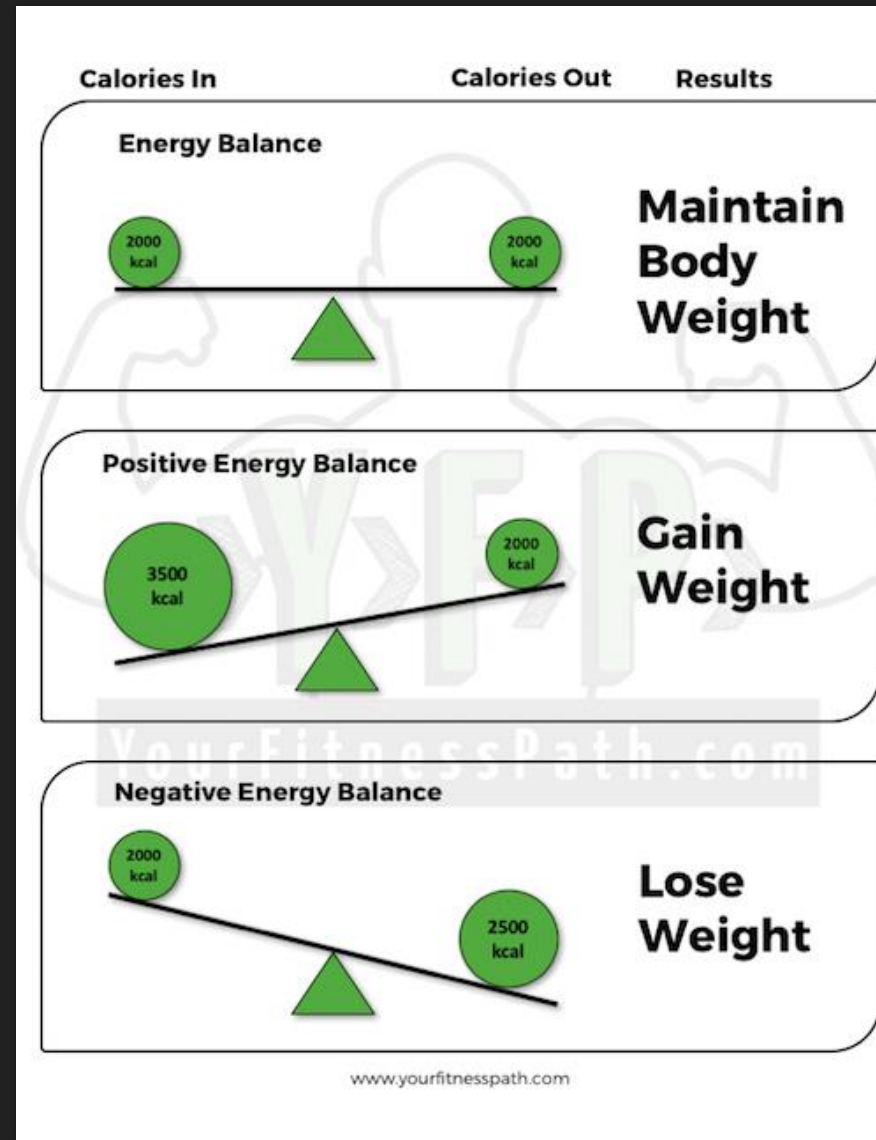 Calories In
Calories Out
Results
Energy Balance
2000
kcal
2000
kcal
Maintain
Body
Weight
Positive Energy Balance
3500
kcal
2000
kcal
Gain
Weight
YFP
YourFitnessPath.com
Negative Energy Balance
2000
kcal
2500
kcal
Lose
Weight
www.yourfitnesspath.com